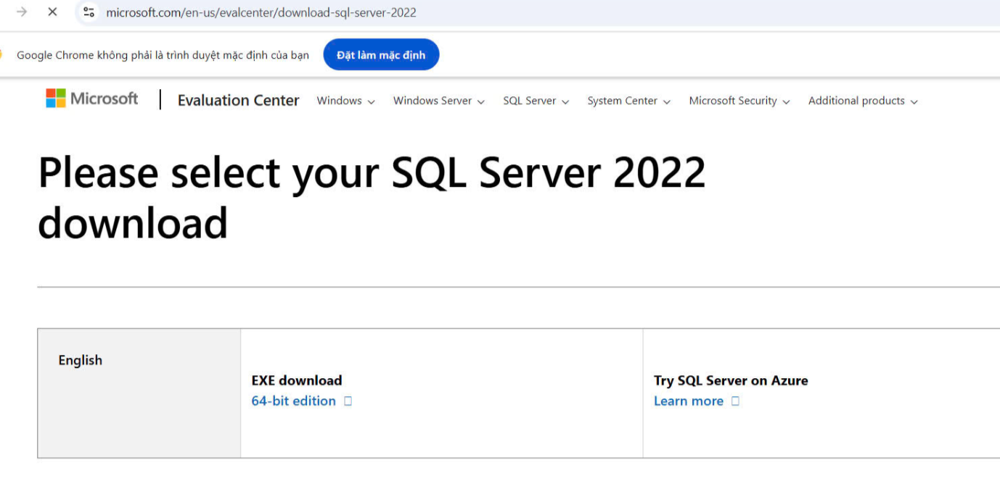 microsoft.com/en-us/evalcenter/download-sql-server-2022
Google Chrome không phải là trình duyệt mặc định của bạn Đặt làm mặc định
Microsoft Evaluation Center Windows Windows Server SQL Server System Center Microsoft Security Additional products
Please select your SQL Server 2022
download
English
EXE download
64-bit edition
Try SQL Server on Azure
Learn more